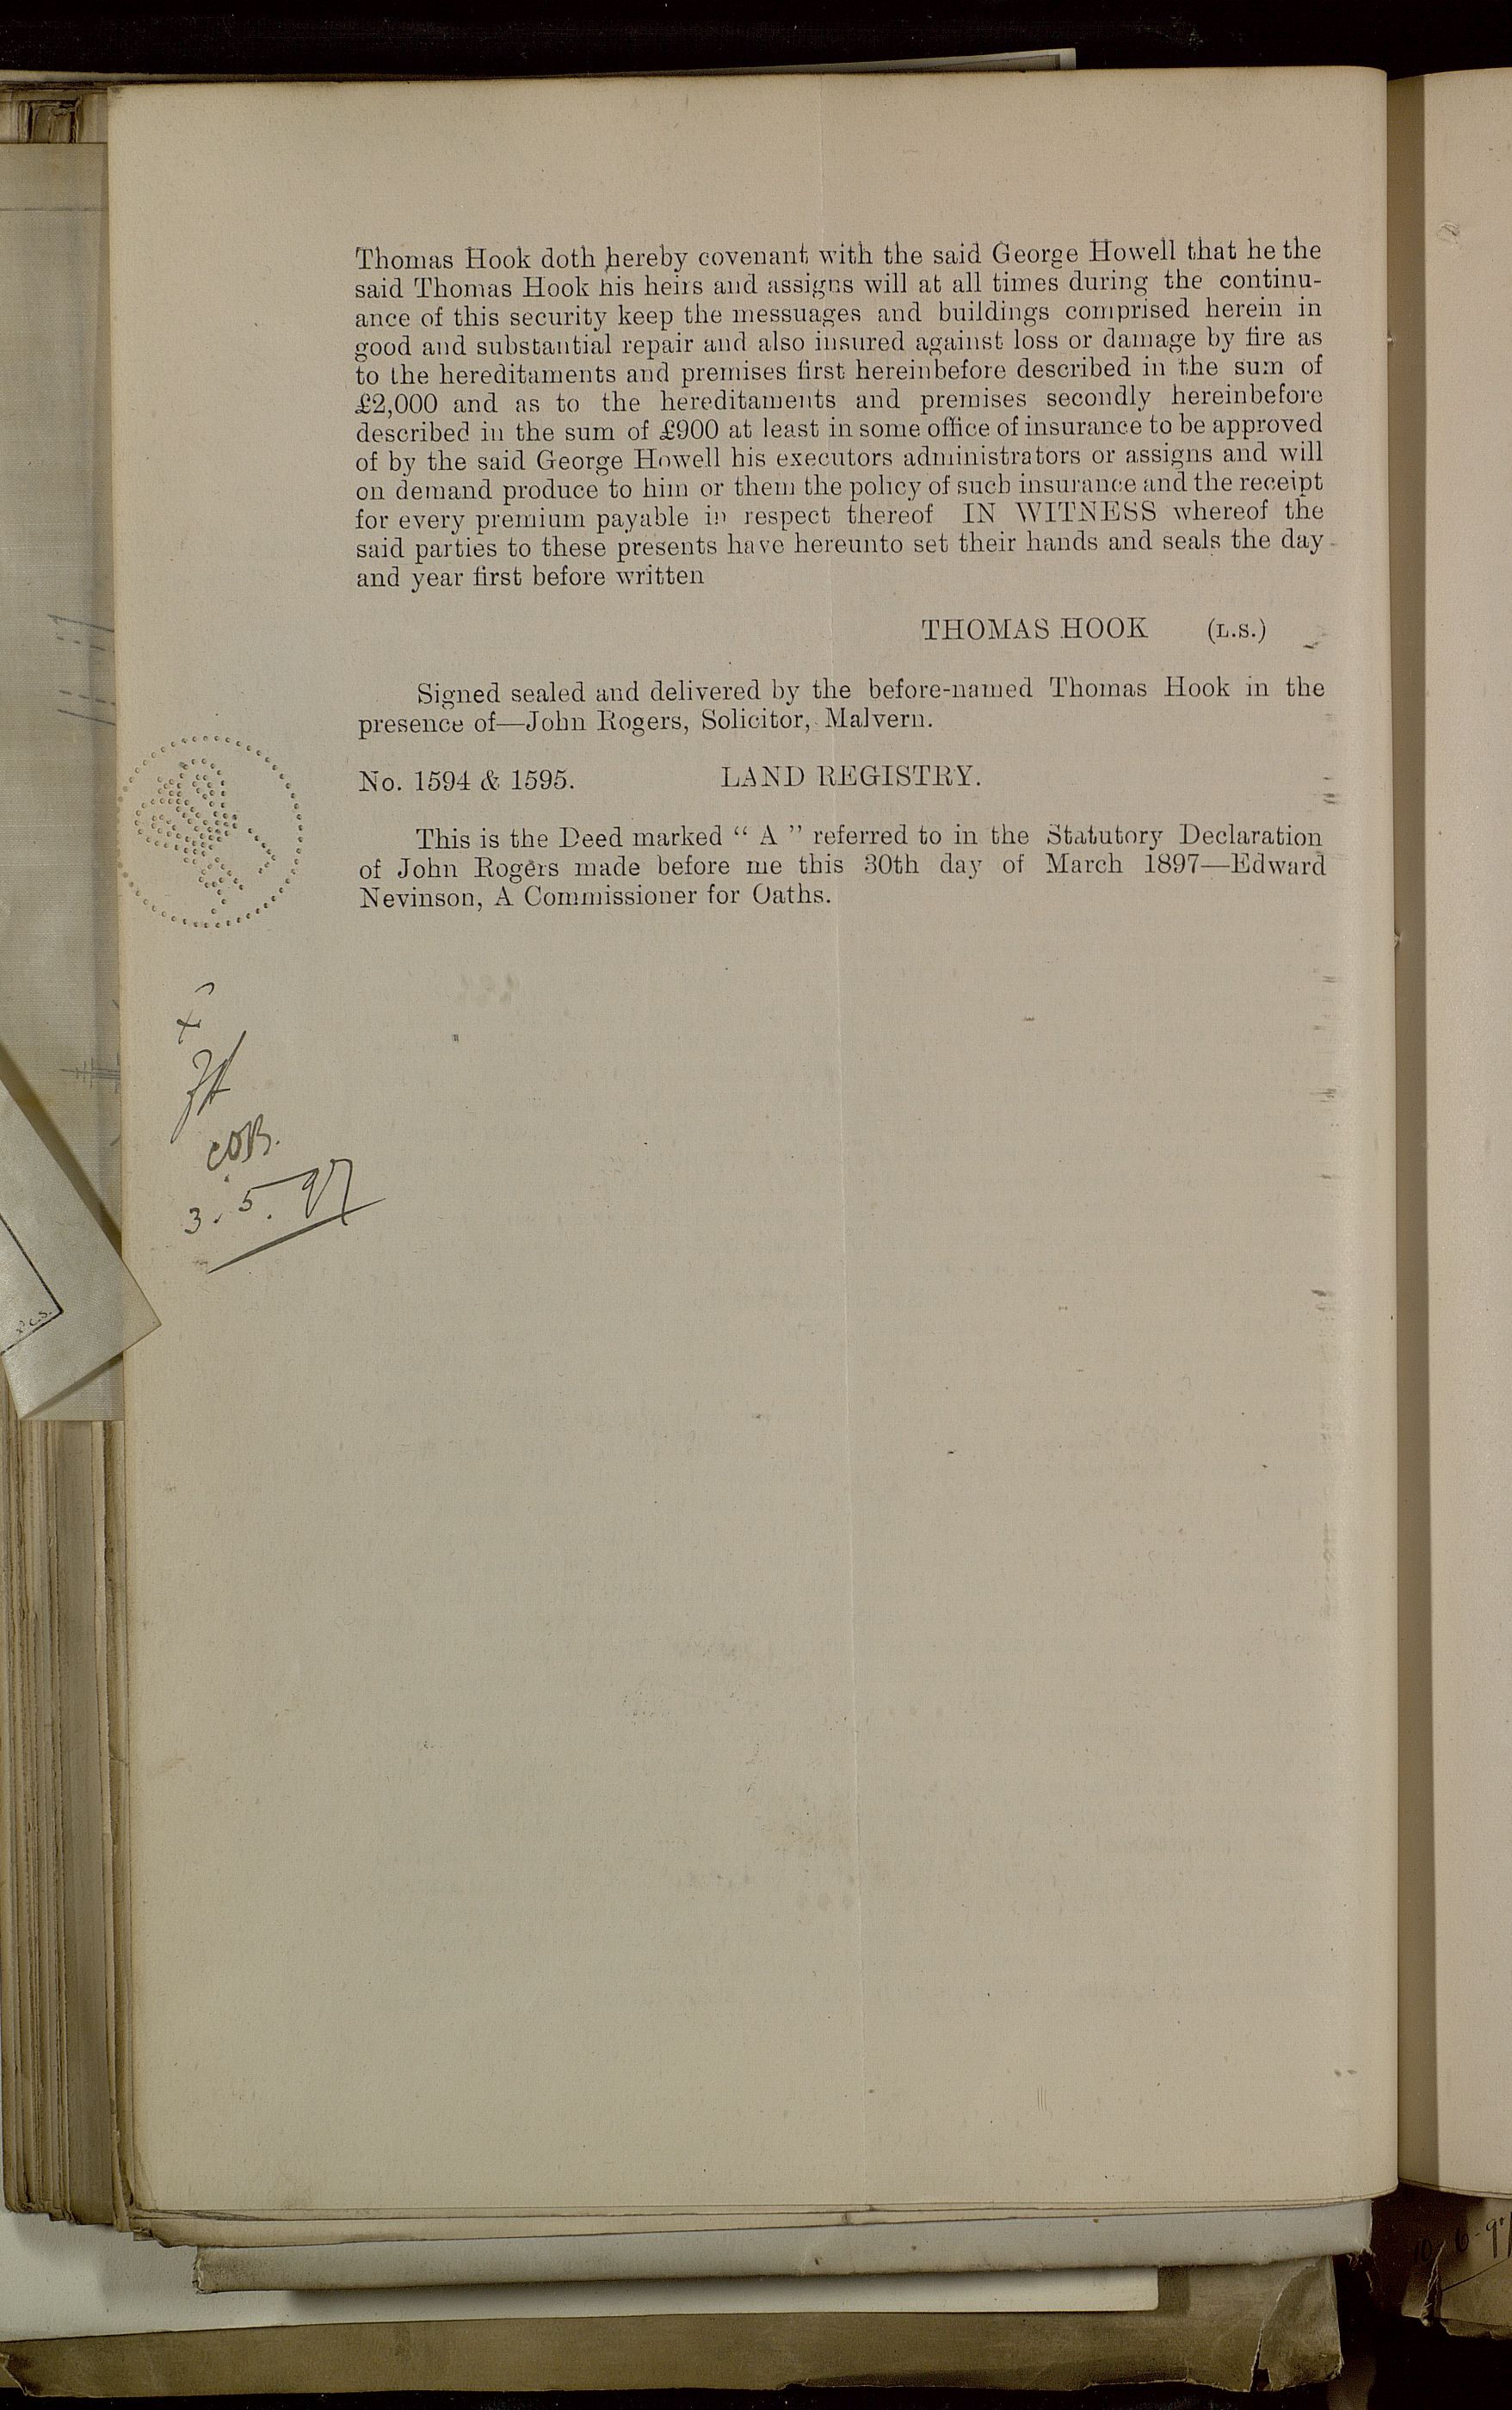 Thomas Hook doth hereby covenant with the said George Howell that he the
said Thomas Hook his heirs and assigns will at all times during the continu-
ance of this security keep the messuages and buildings comprised herein in
good and substantial repair and also insured against loss or damage by fire as
to the hereditaments and premises first hereinbefore described in the sum of
£2,000 and as to the hereditaments and premises secondly hereinbefore
described in the sum of £900 at least in some office of insurance to be approved
of by the said George Howell his executors administrators or assigns and will
on demand produce to him or them the policy of such insurance and the receipt
for every premium payable in respect thereof IN WITNESS whereof the
said parties to these presents have hereunto set their hands and seals the day
and year first before written
THOMAS HOOK (L.S.)
Signed sealed and delivered by the before-named Thomas Hook in the
presence of—John Rogers, Solicitor, Malvern.
No. 1594 & 1595. LAND REGISTRY.
This is the Deed marked “ A ” referred to in the Statutory Declaration
of John Rogers made before me this 30th day of March 1897—Edward
Nevinson, A Commissioner for Oaths.
3.5.97